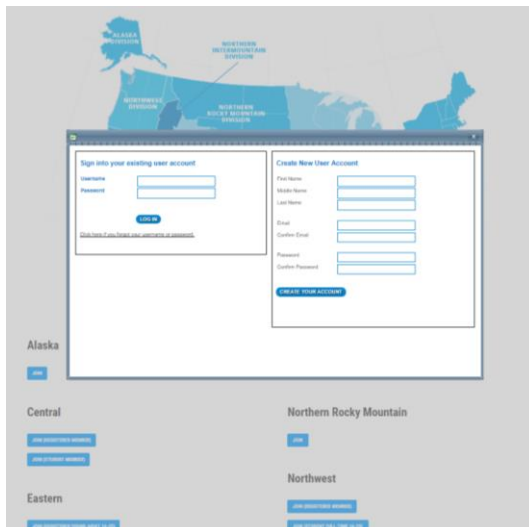 ALASKA
DIVISION
NORTHERN
INTERMOUNTAIN
DIVISION
NORTHWEST
DIVISION
NORTHERN
ROCKY MOUNTAIN
DIVISION
Sign into your existing user account
Username
Password
LOG IN
Click here if you forgot your username or password.
Create New User Account
First Name
Middle Name
Last Name
Email
Confirm Email
Password
Confirm Password
CREATE YOUR ACCOUNT
Alaska
JOIN
Central
JOIN (REGISTERED MEMBER)
JOIN (STUDENT MEMBER)
Eastern
Northern Rocky Mountain
JOIN
Northwest
JOIN (REGISTERED MEMBER)